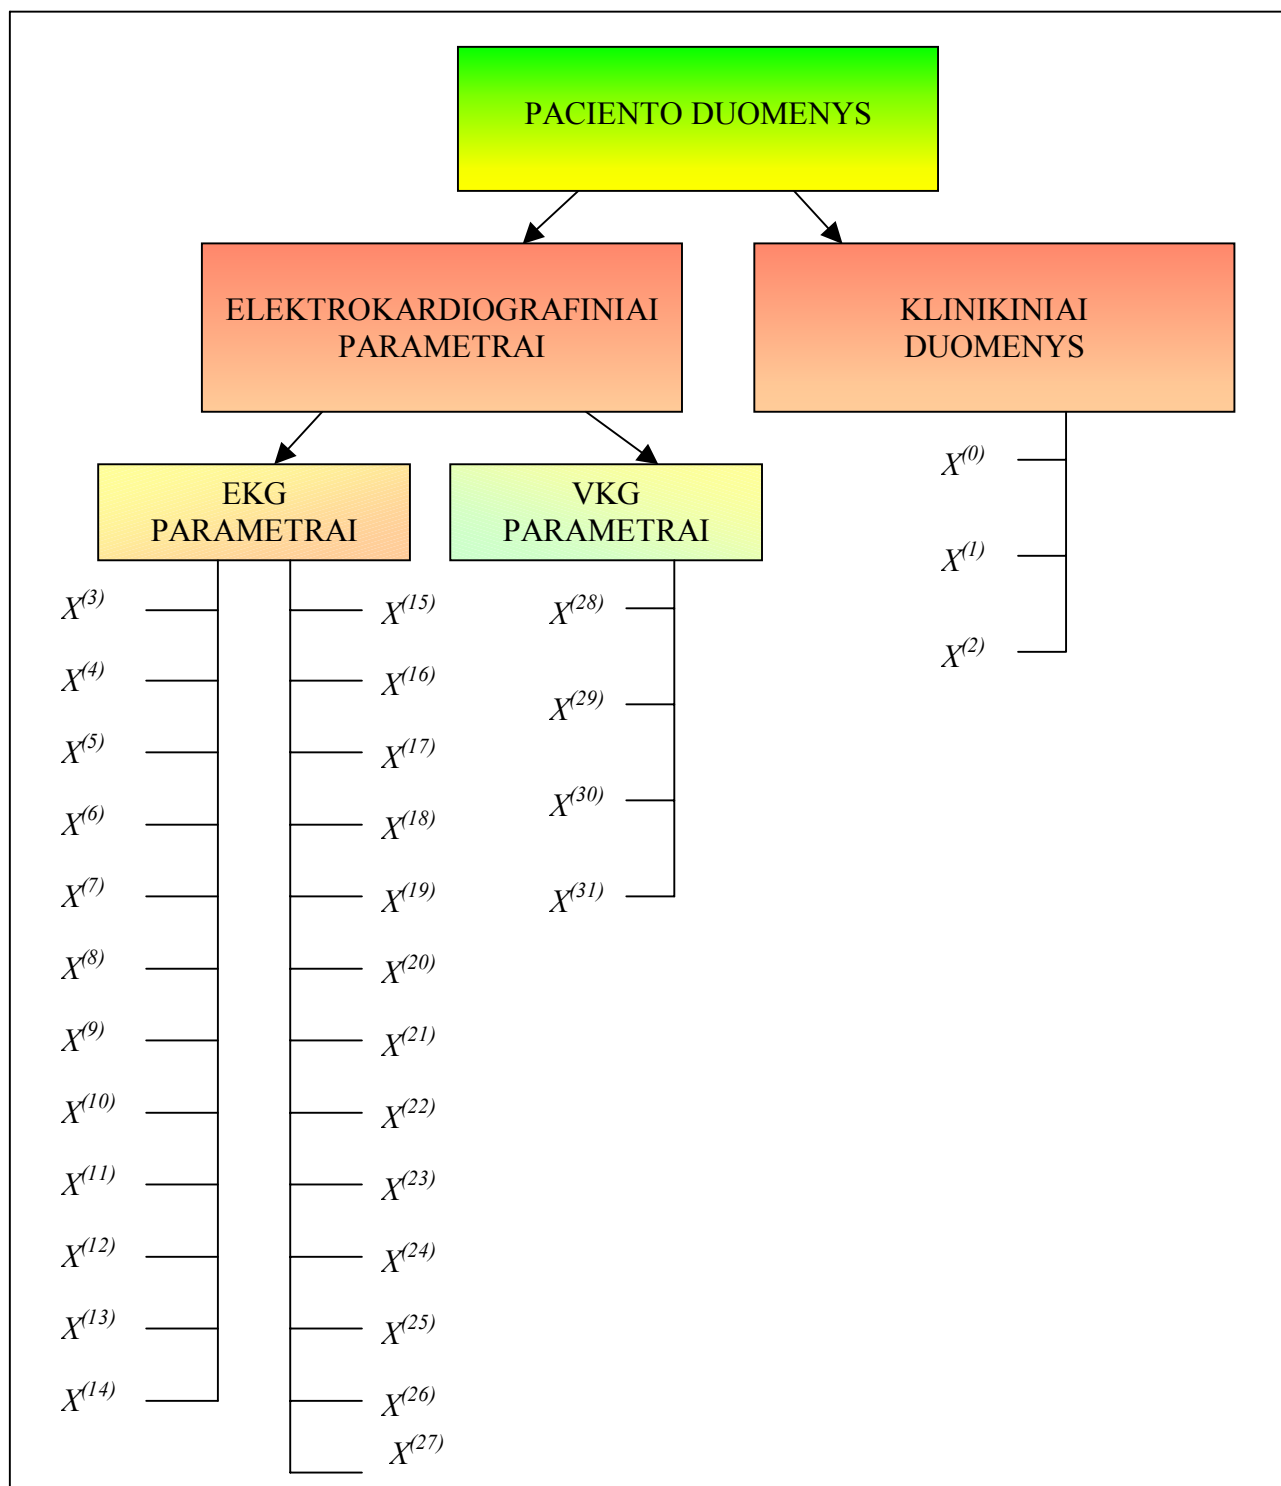 PACIENTO DUOMENYS
ELEKTROKARDIOGRAFINIAI
PARAMETRAI
KLINIKINIAI
DUOMENYS
EKG
PARAMETRAI
VKG
PARAMETRAI
X(0)
X(1)
X(2)
X(3)
X(4)
X(5)
X(6)
X(7)
X(8)
X(9)
X(10)
X(11)
X(12)
X(13)
X(14)
X(15)
X(16)
X(17)
X(18)
X(19)
X(20)
X(21)
X(22)
X(23)
X(24)
X(25)
X(26)
X(27)
X(28)
X(29)
X(30)
X(31)